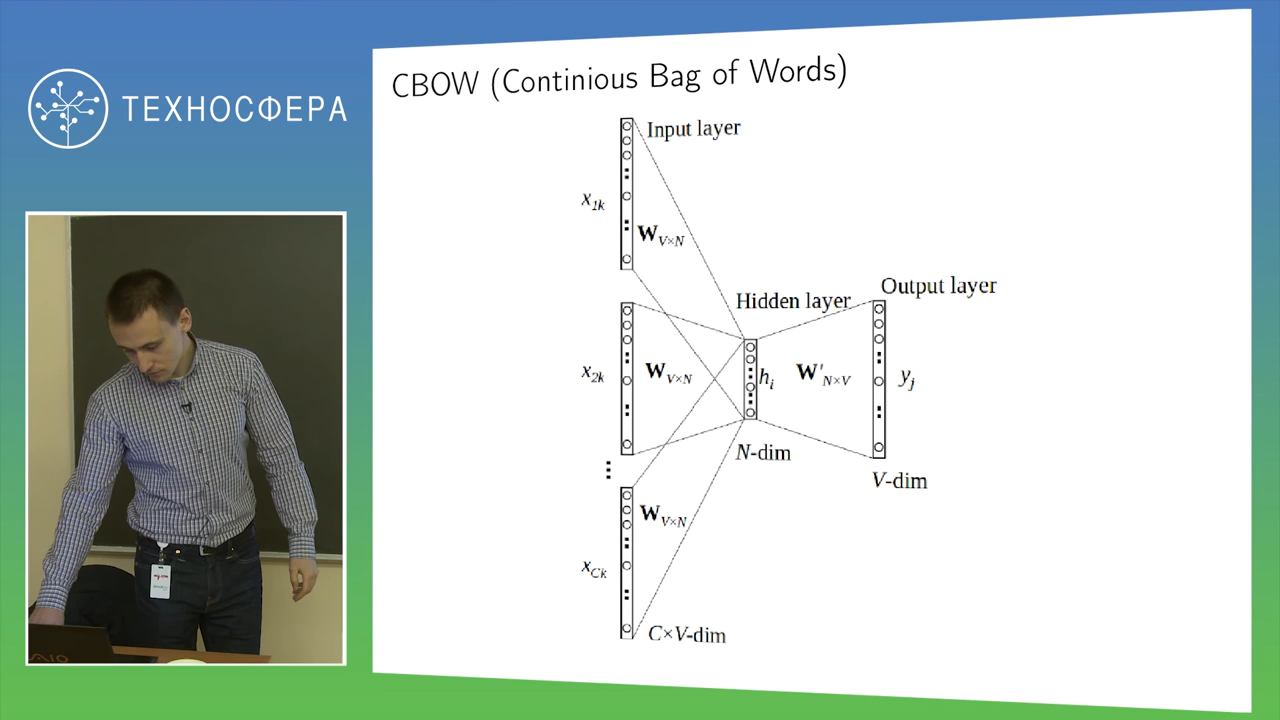 ТЕХНОСФЕРА
CBOW (Continious Bag of Words)
Input layer
x1k
WV×N
Hidden layer
Output layer
x2k
WV×N
hi
W'N×V
yj
N-dim
V-dim
WV×N
xCk
C×V-dim